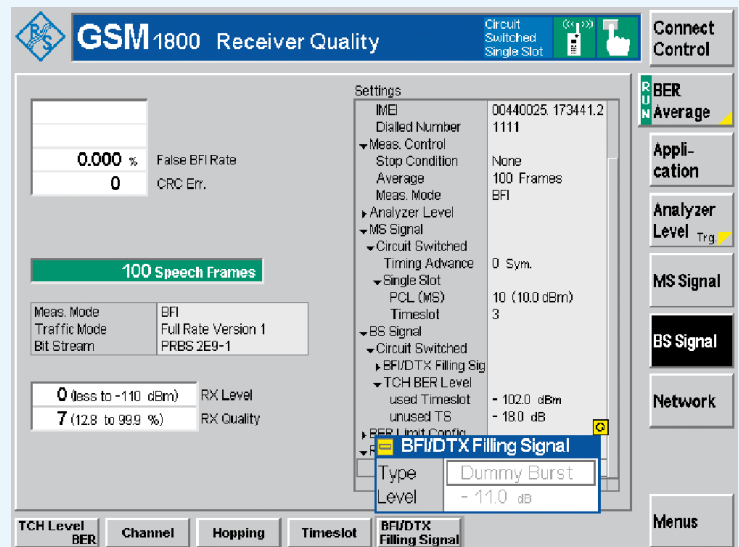 R S
GSM 1800 Receiver Quality
Circuit
Switched
Single Slot
Connect
Control
0.000 % False BFI Rate
0 CRC Err.
100 Speech Frames
Meas. Mode BFI
Traffic Mode Full Rate Version 1
Bit Stream PRBS 2E9-1
0 (less to -110 dBm) RX Level
7 (12.8 to 99.9 %) RX Quality
Settings
IMEI 00440025. 173441.2
Dialled Number 1111
Meas. Control
Stop Condition None
Average 100 Frames
Meas. Mode BFI
Analyzer Level
MS Signal
Circuit Switched
Timing Advance 0 Sym.
Single Slot
PCL (MS) 10 (10.0 dBm)
Timeslot 3
BS Signal
Circuit Switched
BFI/DTX Filling Sig
TCH BER Level
used Timeslot - 102.0 dBm
unused TS - 18.0 dB
BER Limit Config
BFI/DTX Filling Signal
Type Dummy Burst
Level - 11.0 dB
RUN
BER
Average
Appli-
cation
Analyzer
Level Trg.
MS Signal
BS Signal
Network
Menus
TCH Level
BER
Channel
Hopping
Timeslot
BFI/DTX
Filling Signal